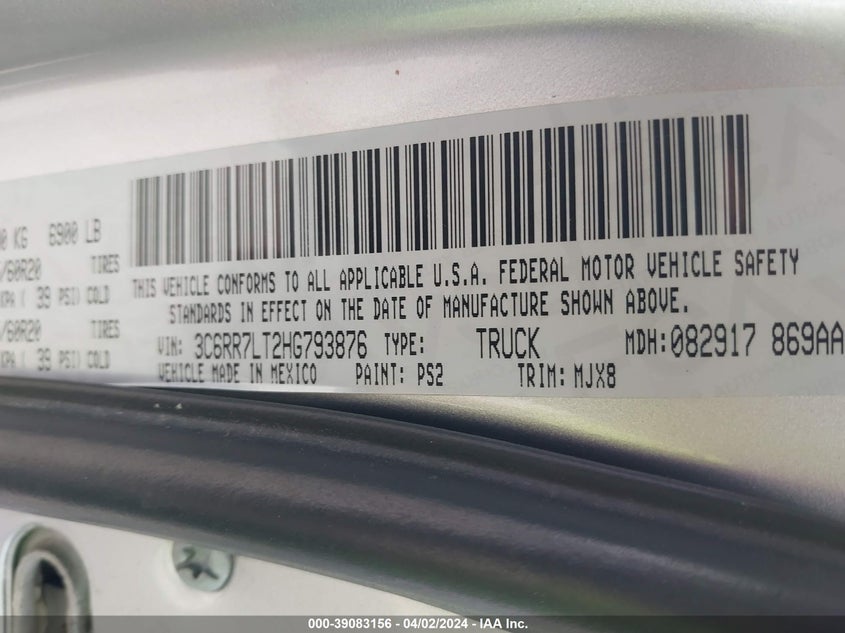 0 KG 6900 LB
/60R20 TIRES
KPA ( 39 PSI) COLD
/60R20 TIRES
KPA ( 39 PSI) COLD
THIS VEHICLE CONFORMS TO ALL APPLICABLE U.S.A. FEDERAL MOTOR VEHICLE SAFETY
STANDARDS IN EFFECT ON THE DATE OF MANUFACTURE SHOWN ABOVE.
VIN: 3C6RR7LT2HG793876 TYPE: TRUCK MDH: 082917 869AA
VEHICLE MADE IN MEXICO PAINT: PS2 TRIM: MJX8
000-39083156 - 04/02/2024 - IAA Inc.